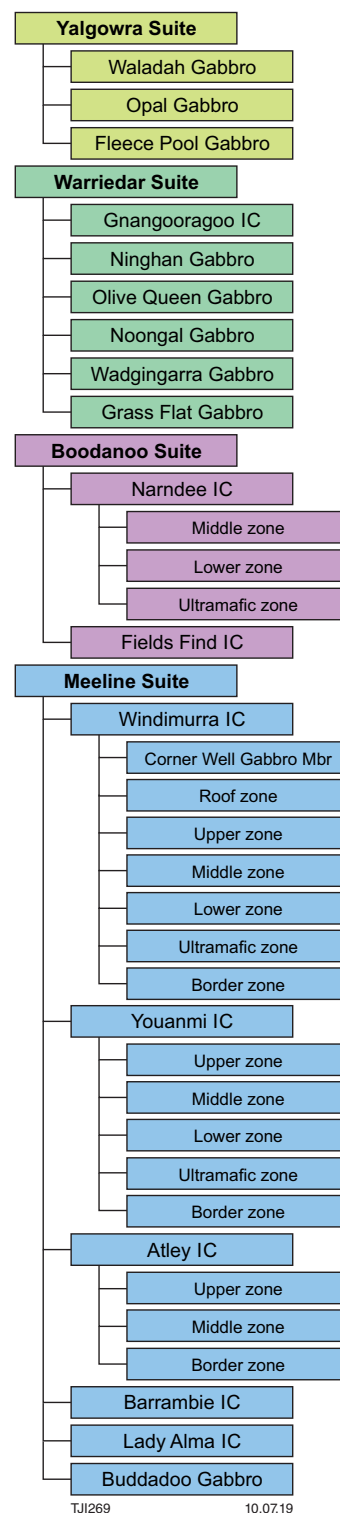 Yalgowra Suite
Waladah Gabbro
Opal Gabbro
Fleece Pool Gabbro
Warriedar Suite
Gnangooragoo IC
Ninghan Gabbro
Olive Queen Gabbro
Noongal Gabbro
Wadgingarra Gabbro
Grass Flat Gabbro
Boodanoo Suite
Narndee IC
Middle zone
Lower zone
Ultramafic zone
Fields Find IC
Meeline Suite
Windimurra IC
Corner Well Gabbro Mbr
Roof zone
Upper zone
Middle zone
Lower zone
Ultramafic zone
Border zone
Youanmi IC
Upper zone
Middle zone
Lower zone
Ultramafic zone
Border zone
Atley IC
Upper zone
Middle zone
Border zone
Barrambie IC
Lady Alma IC
Buddadoo Gabbro
TJI269 10.07.19